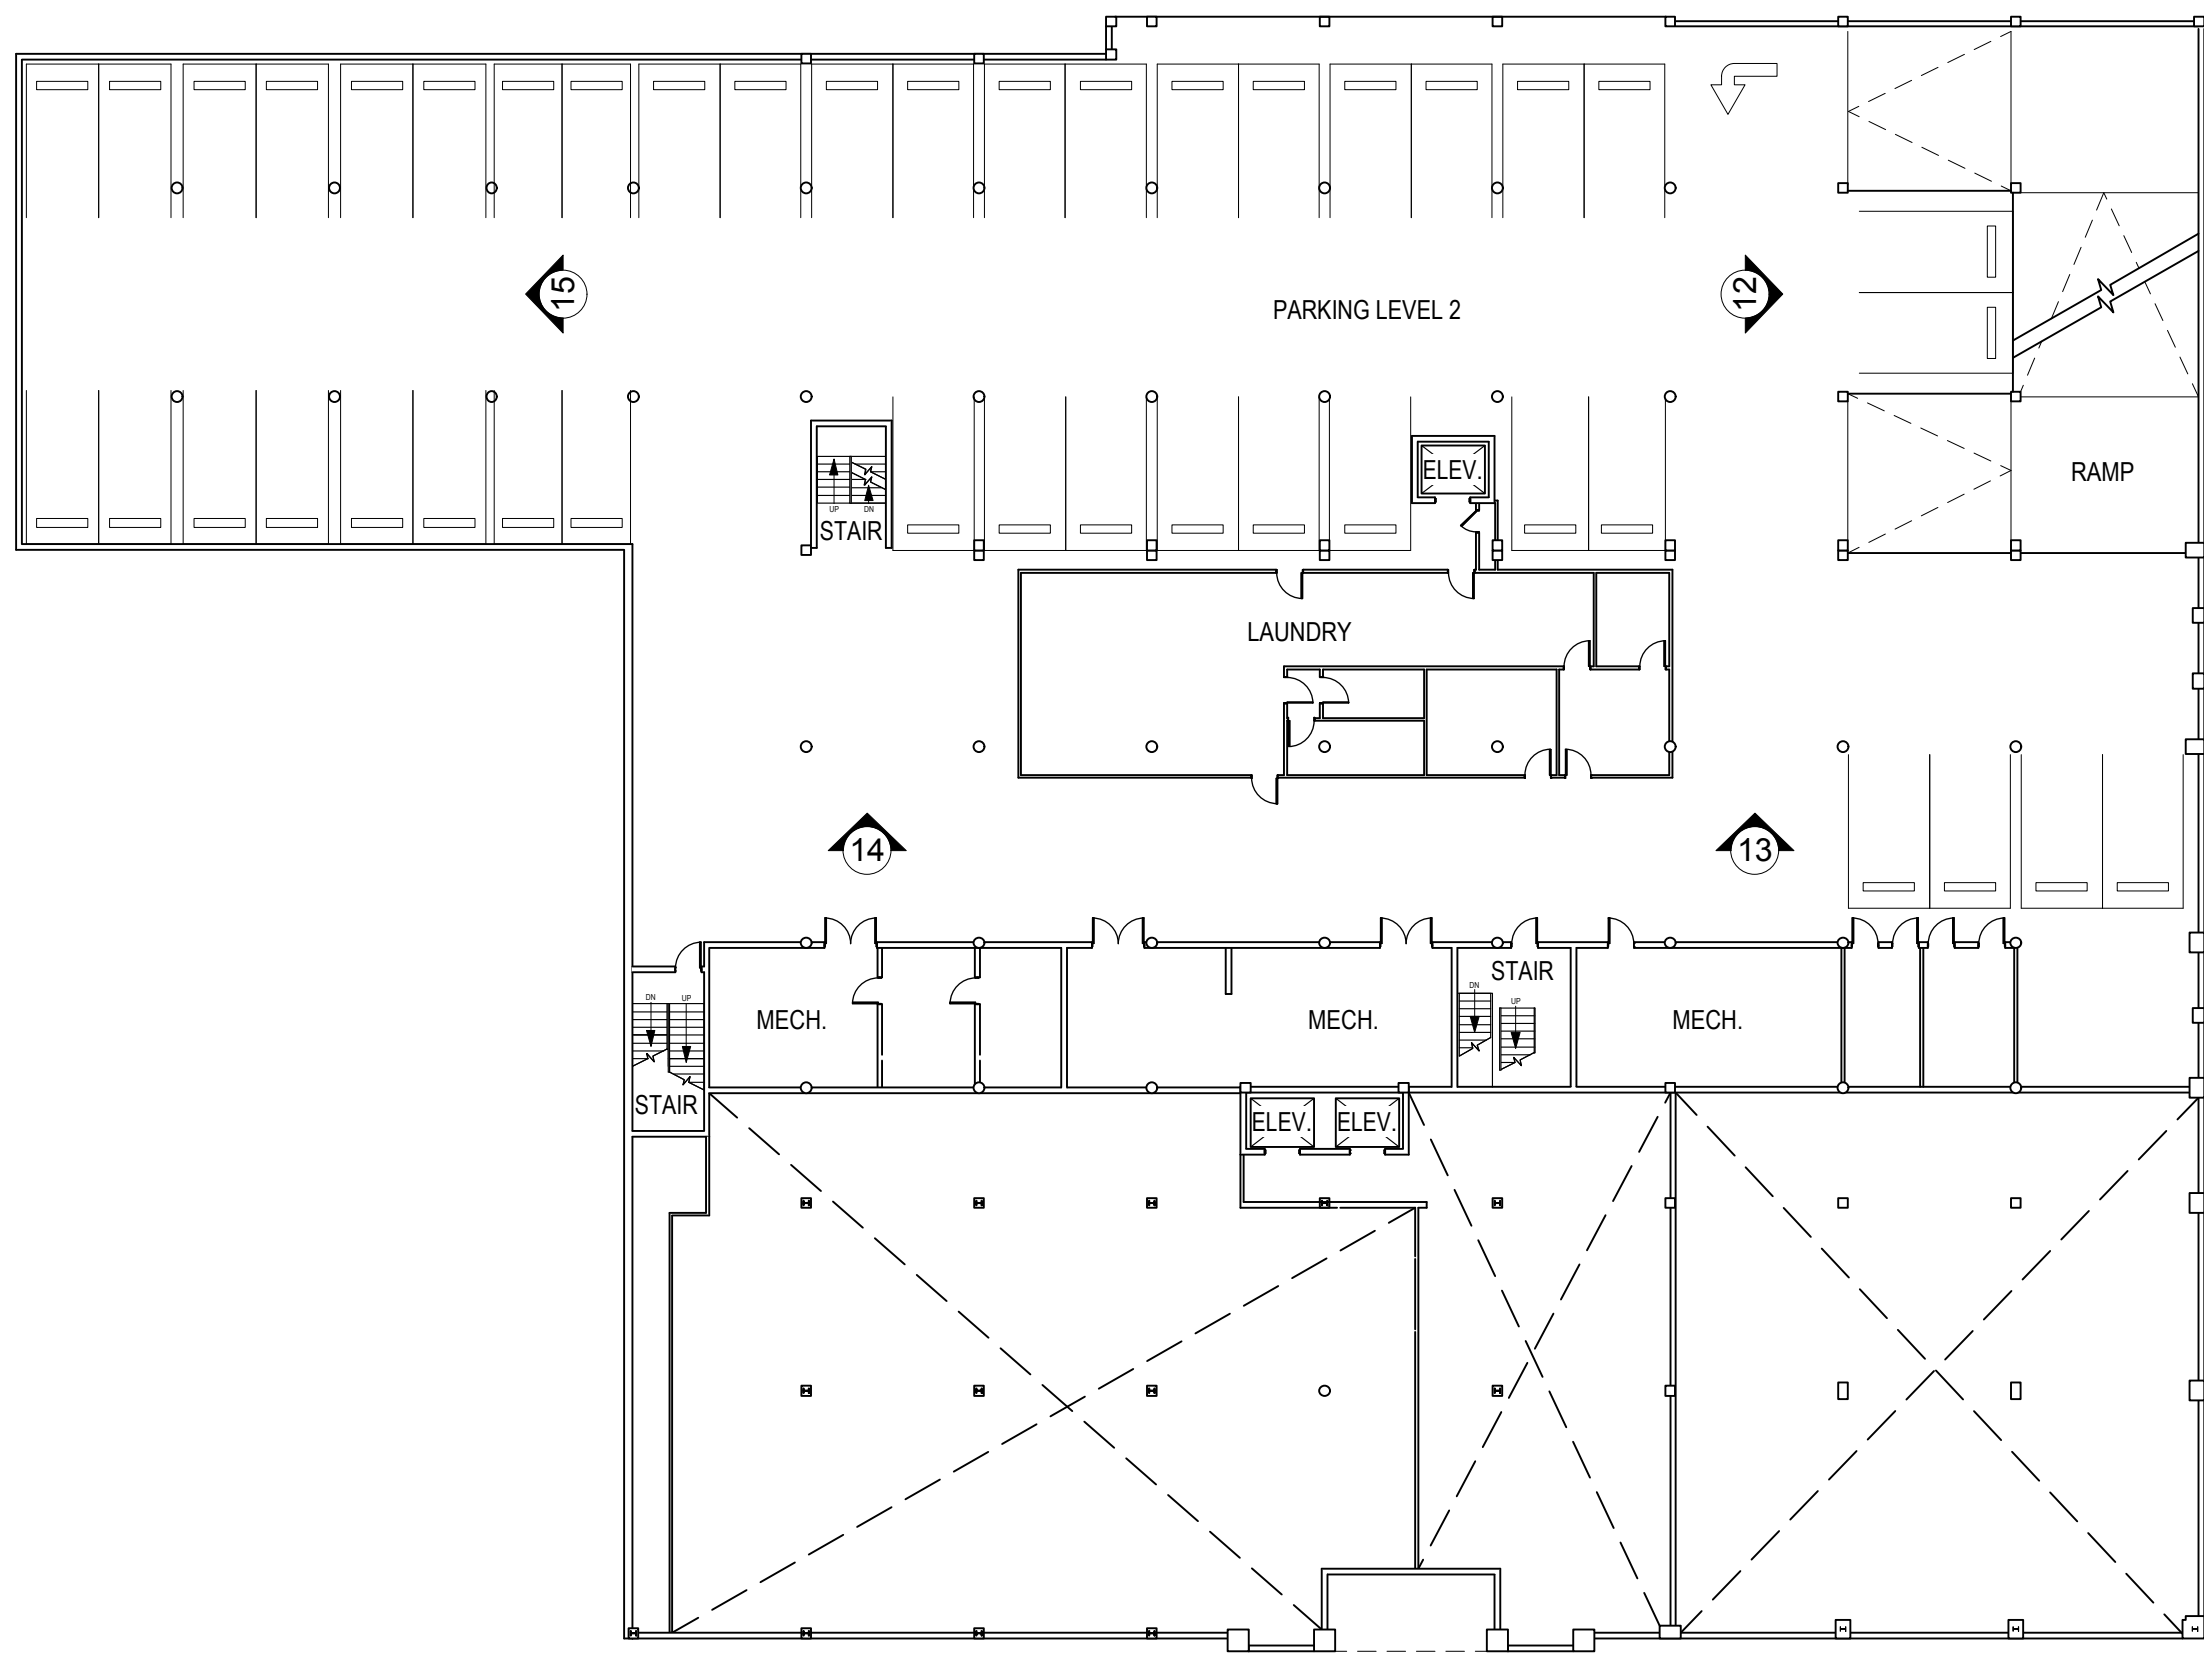 15
PARKING LEVEL 2
12
ELEV.
RAMP
UP
DN
STAIR
LAUNDRY
14
13
STAIR
DN
UP
DN
UP
MECH.
MECH.
MECH.
STAIR
ELEV.
ELEV.